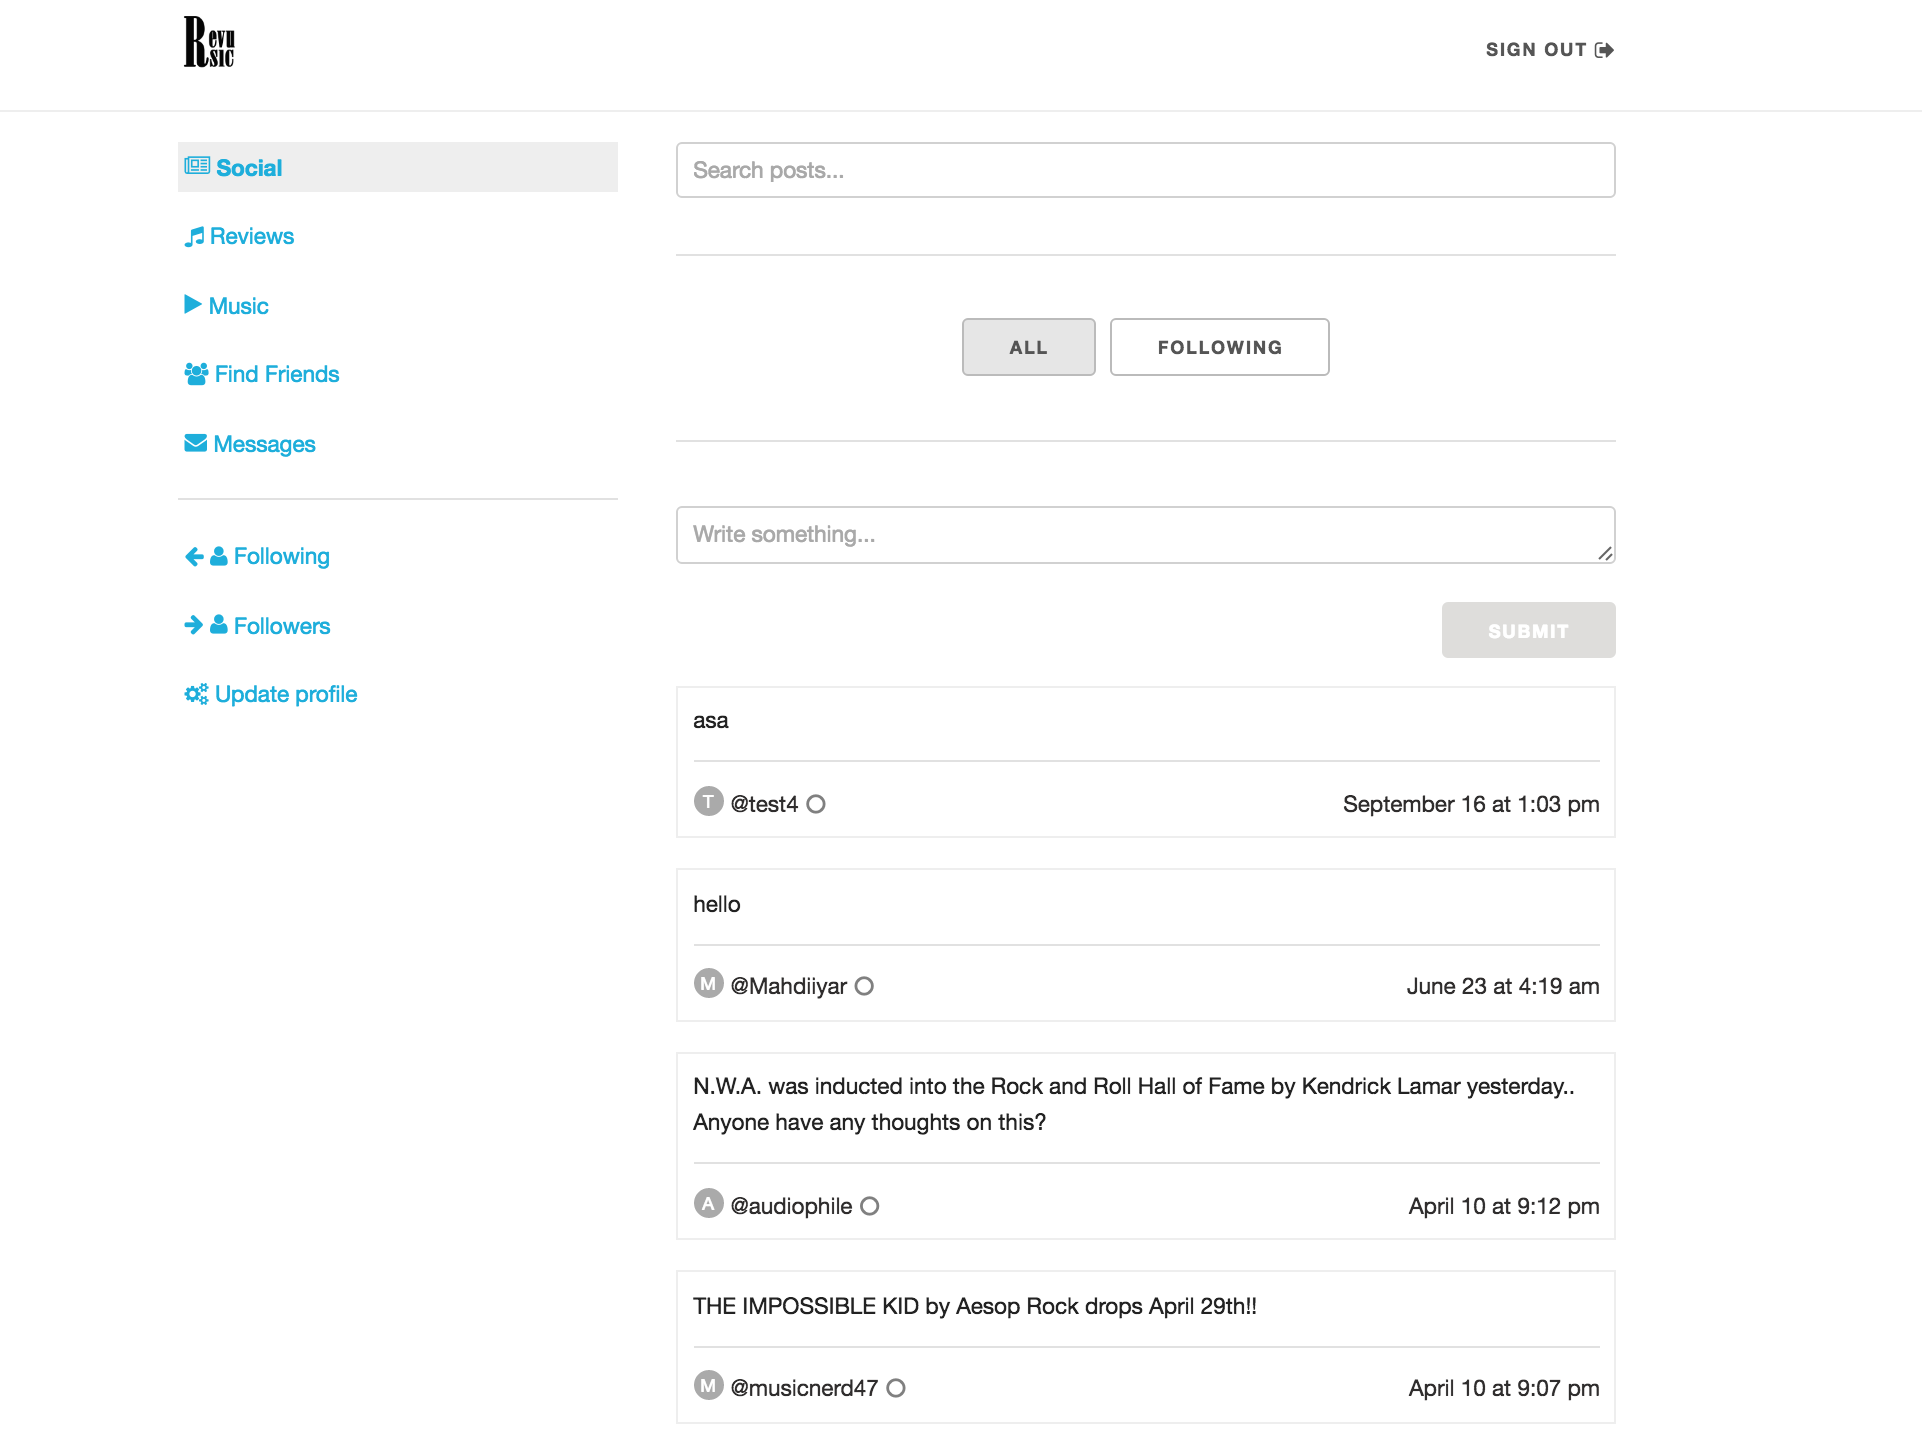 Revusic
SIGN OUT
Social
Reviews
Music
Find Friends
Messages
Following
Followers
Update profile
Search posts...
ALL
FOLLOWING
Write something...
SUBMIT
asa
T @test4 September 16 at 1:03 pm
hello
M @Mahdiiyar June 23 at 4:19 am
N.W.A. was inducted into the Rock and Roll Hall of Fame by Kendrick Lamar yesterday..
Anyone have any thoughts on this?
A @audiophile April 10 at 9:12 pm
THE IMPOSSIBLE KID by Aesop Rock drops April 29th!!
M @musicnerd47 April 10 at 9:07 pm